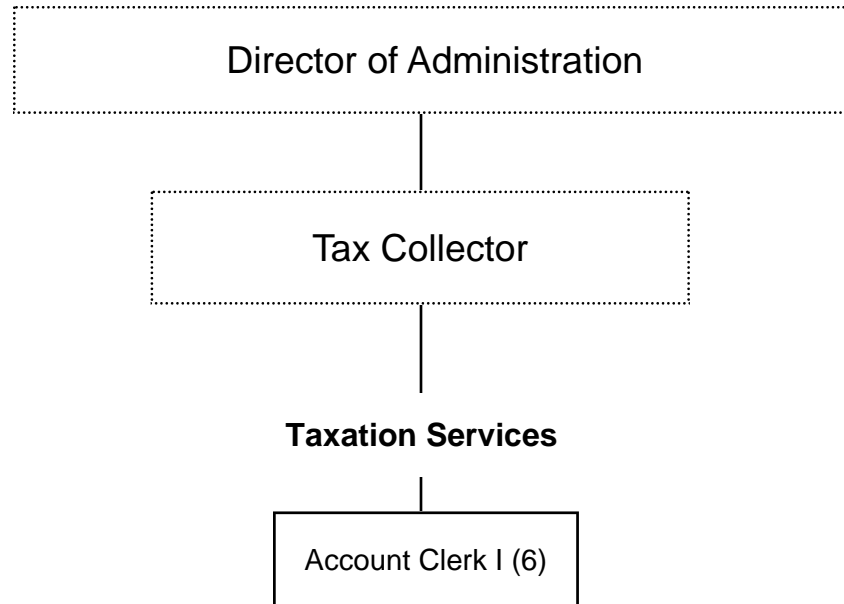 Director of Administration
Tax Collector
Taxation Services
Account Clerk I (6)